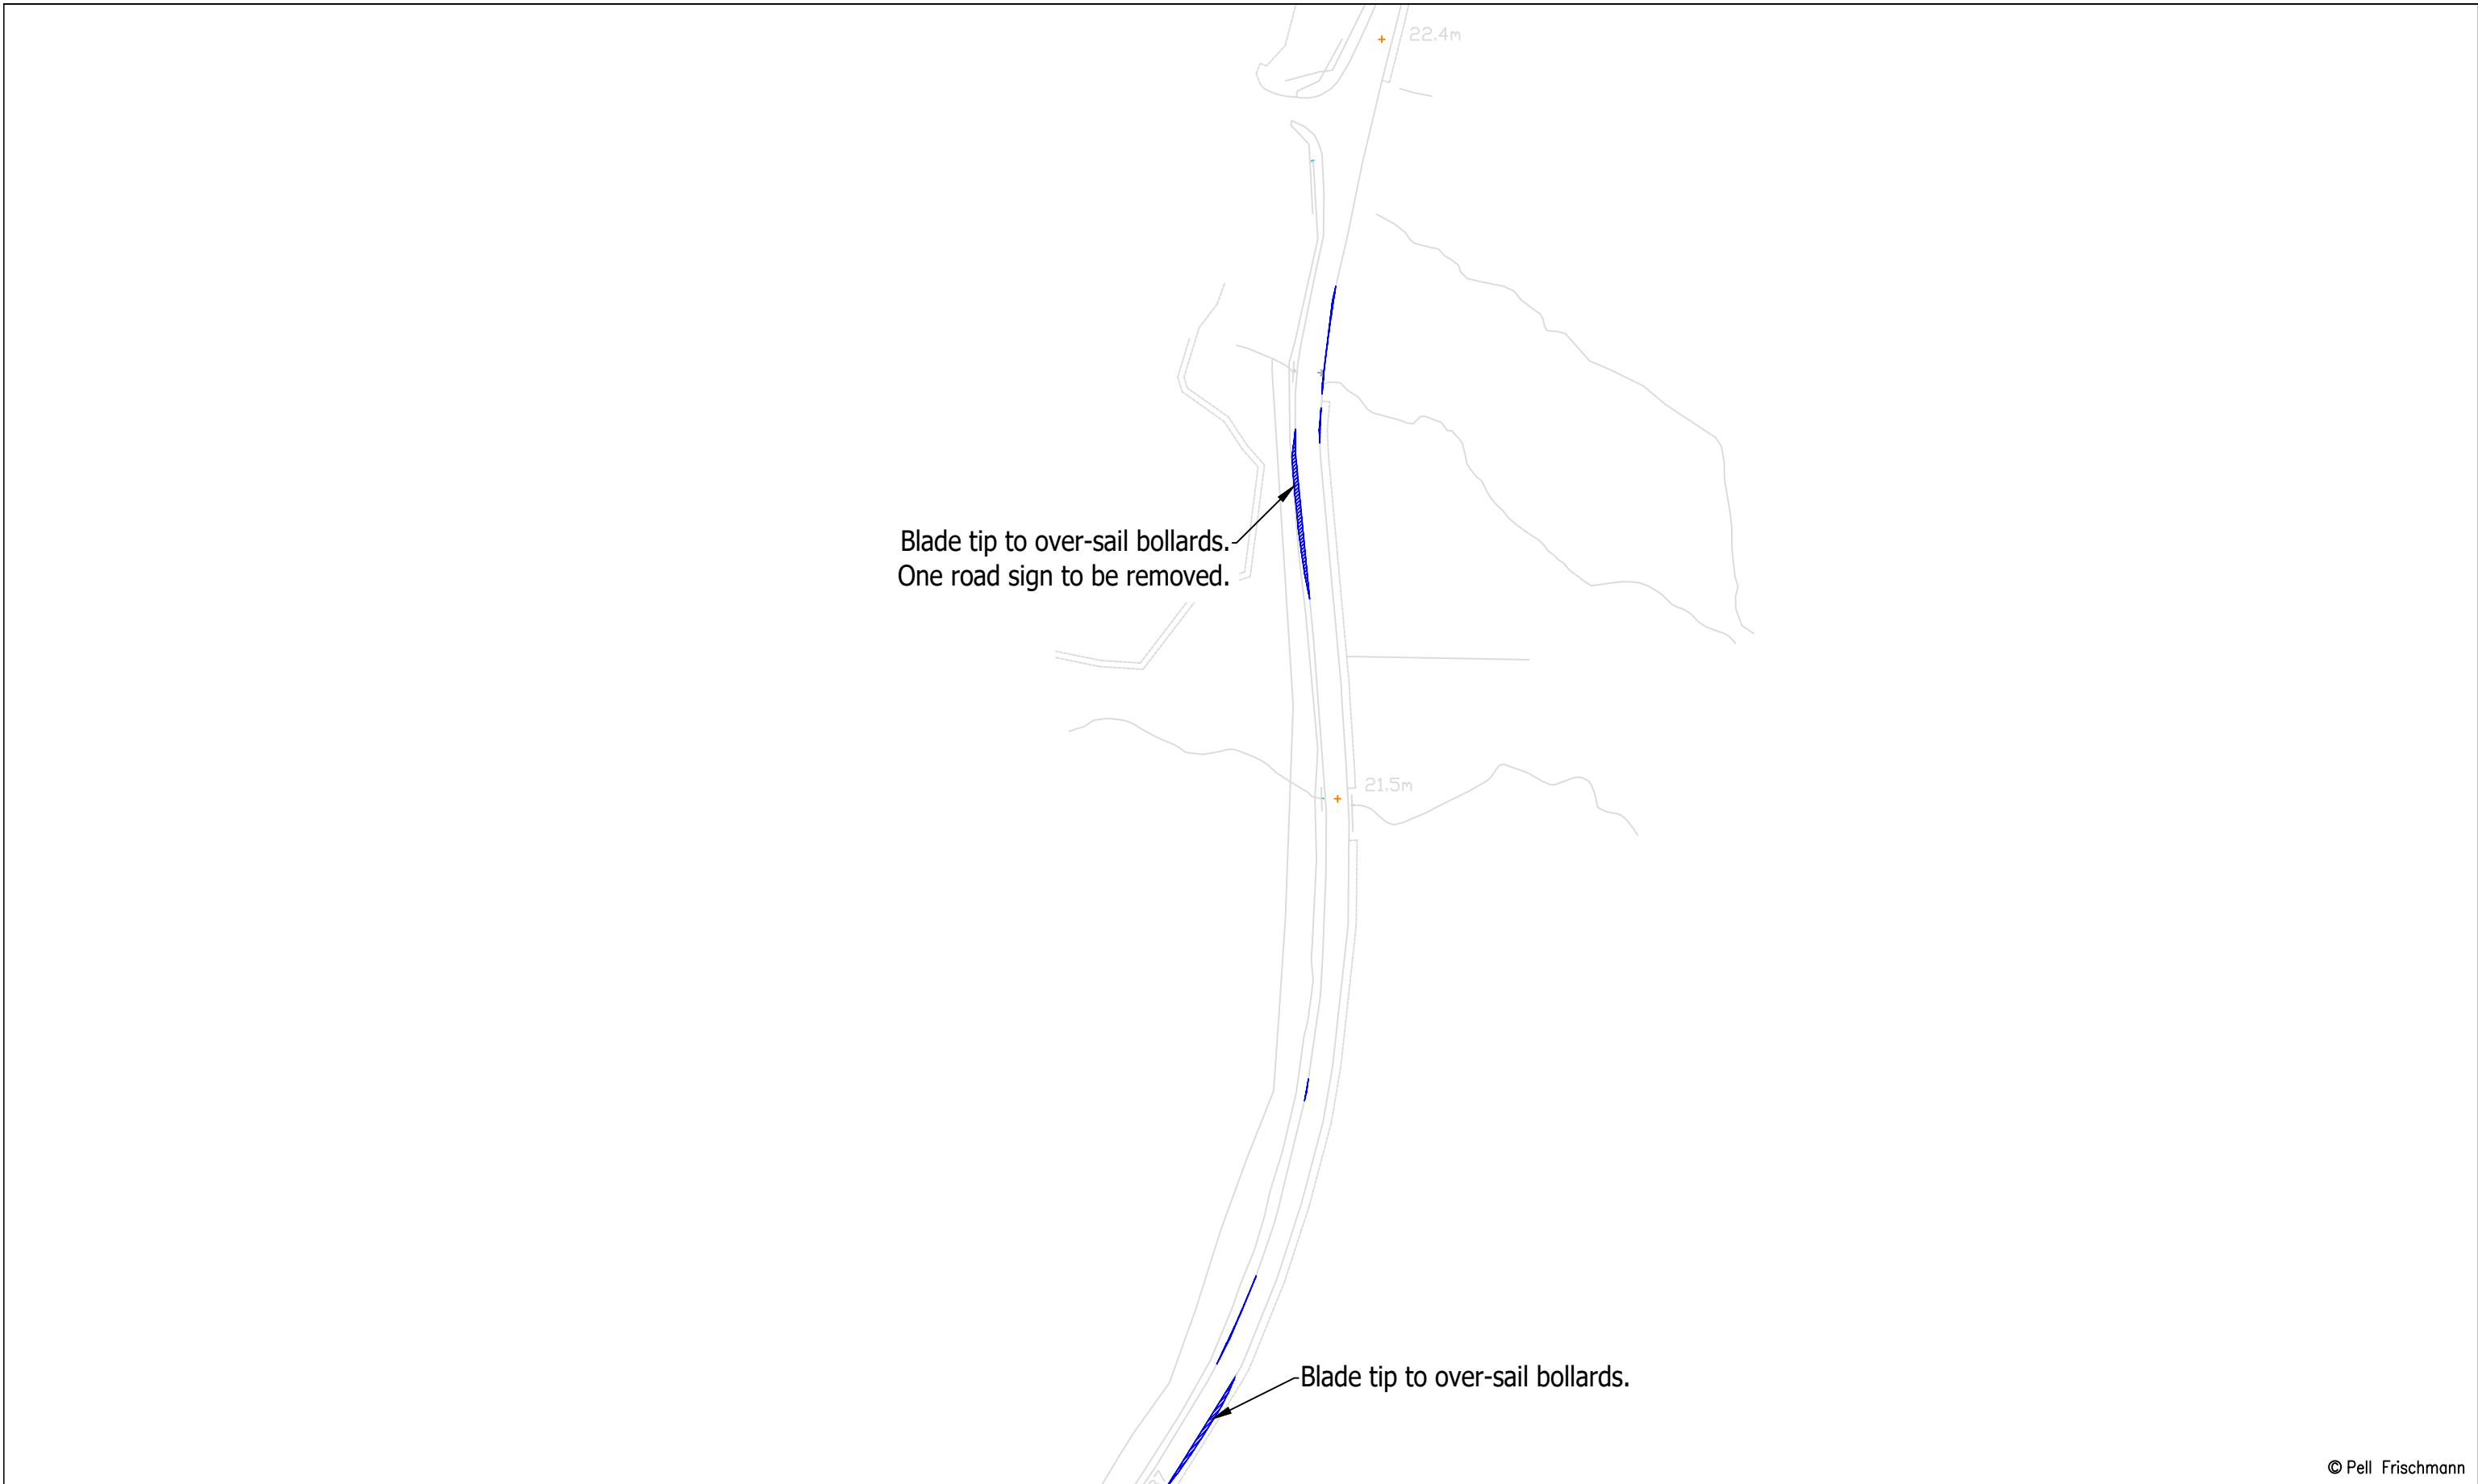 22.4m
Blade tip to over-sail bollards.
One road sign to be removed.
21.5m
Blade tip to over-sail bollards.
© Pell Frischmann